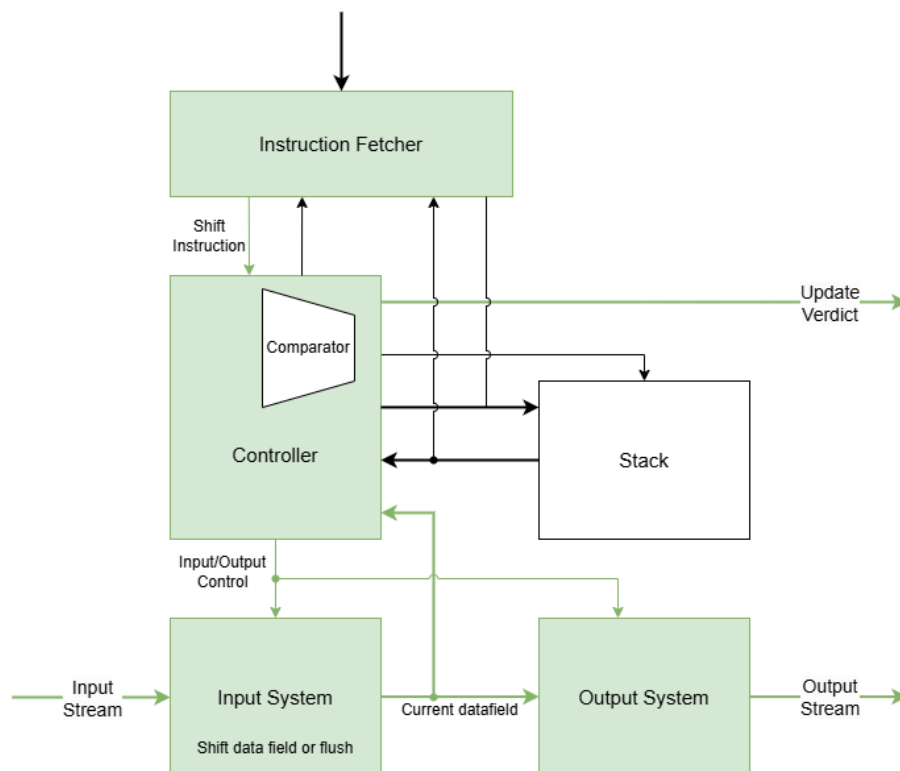 Instruction Fetcher
Shift
Instruction
Update
Verdict
Comparator
Controller
Stack
Input/Output
Control
Input
Stream
Input System
Current datafield
Output System
Output
Stream
Shift data field or flush